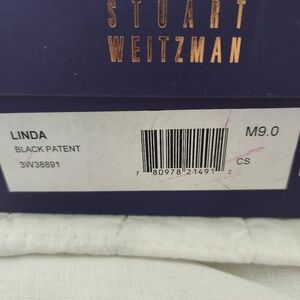 STUART
WEITZMAN
LINDA
BLACK PATENT
3W38891
M9.0
CS
7 80978 21491 2